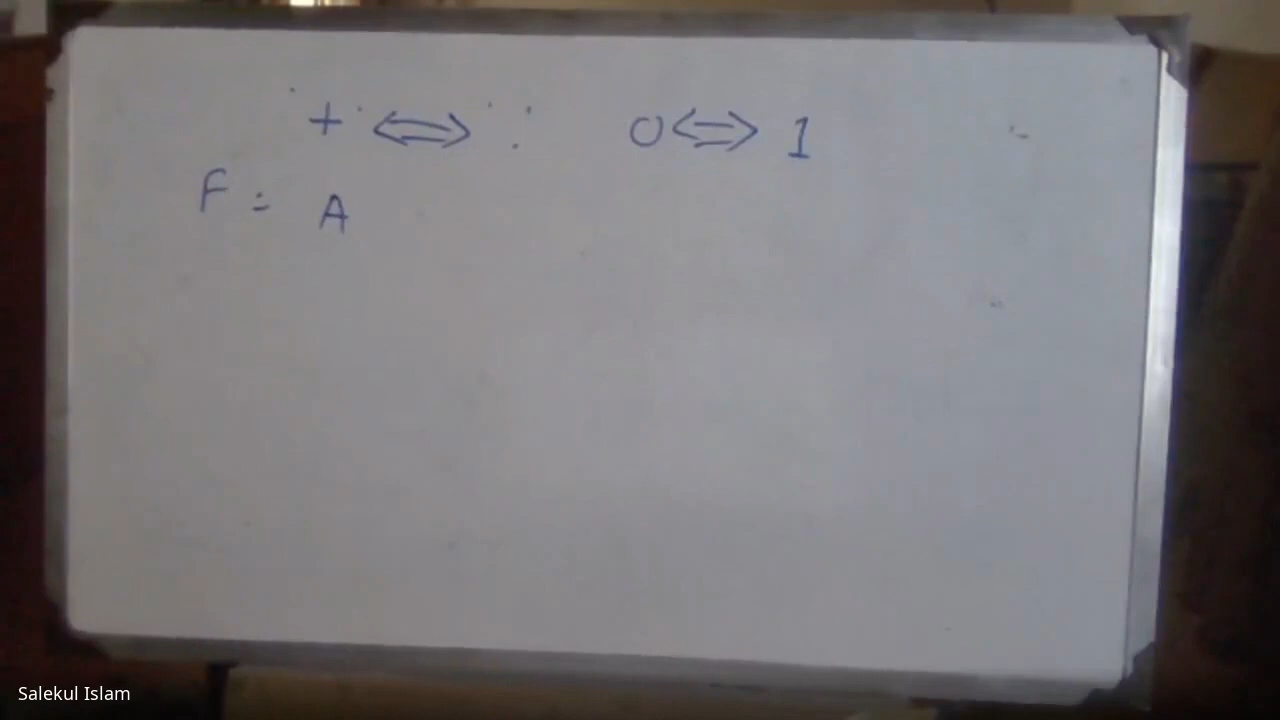 + ⇔ · 0 ⇔ 1
F = A
Salekul Islam